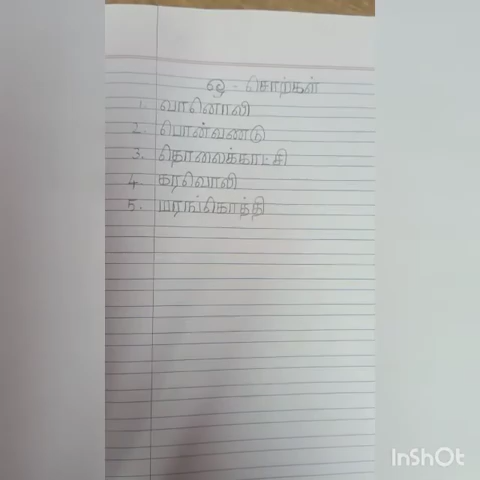 ஒ - சொற்கள்
1. வானொலி
2. பொன்வண்டு
3. தொலைக்காட்சி
4. கரவொலி
5. மரங்கொத்தி
InShOt